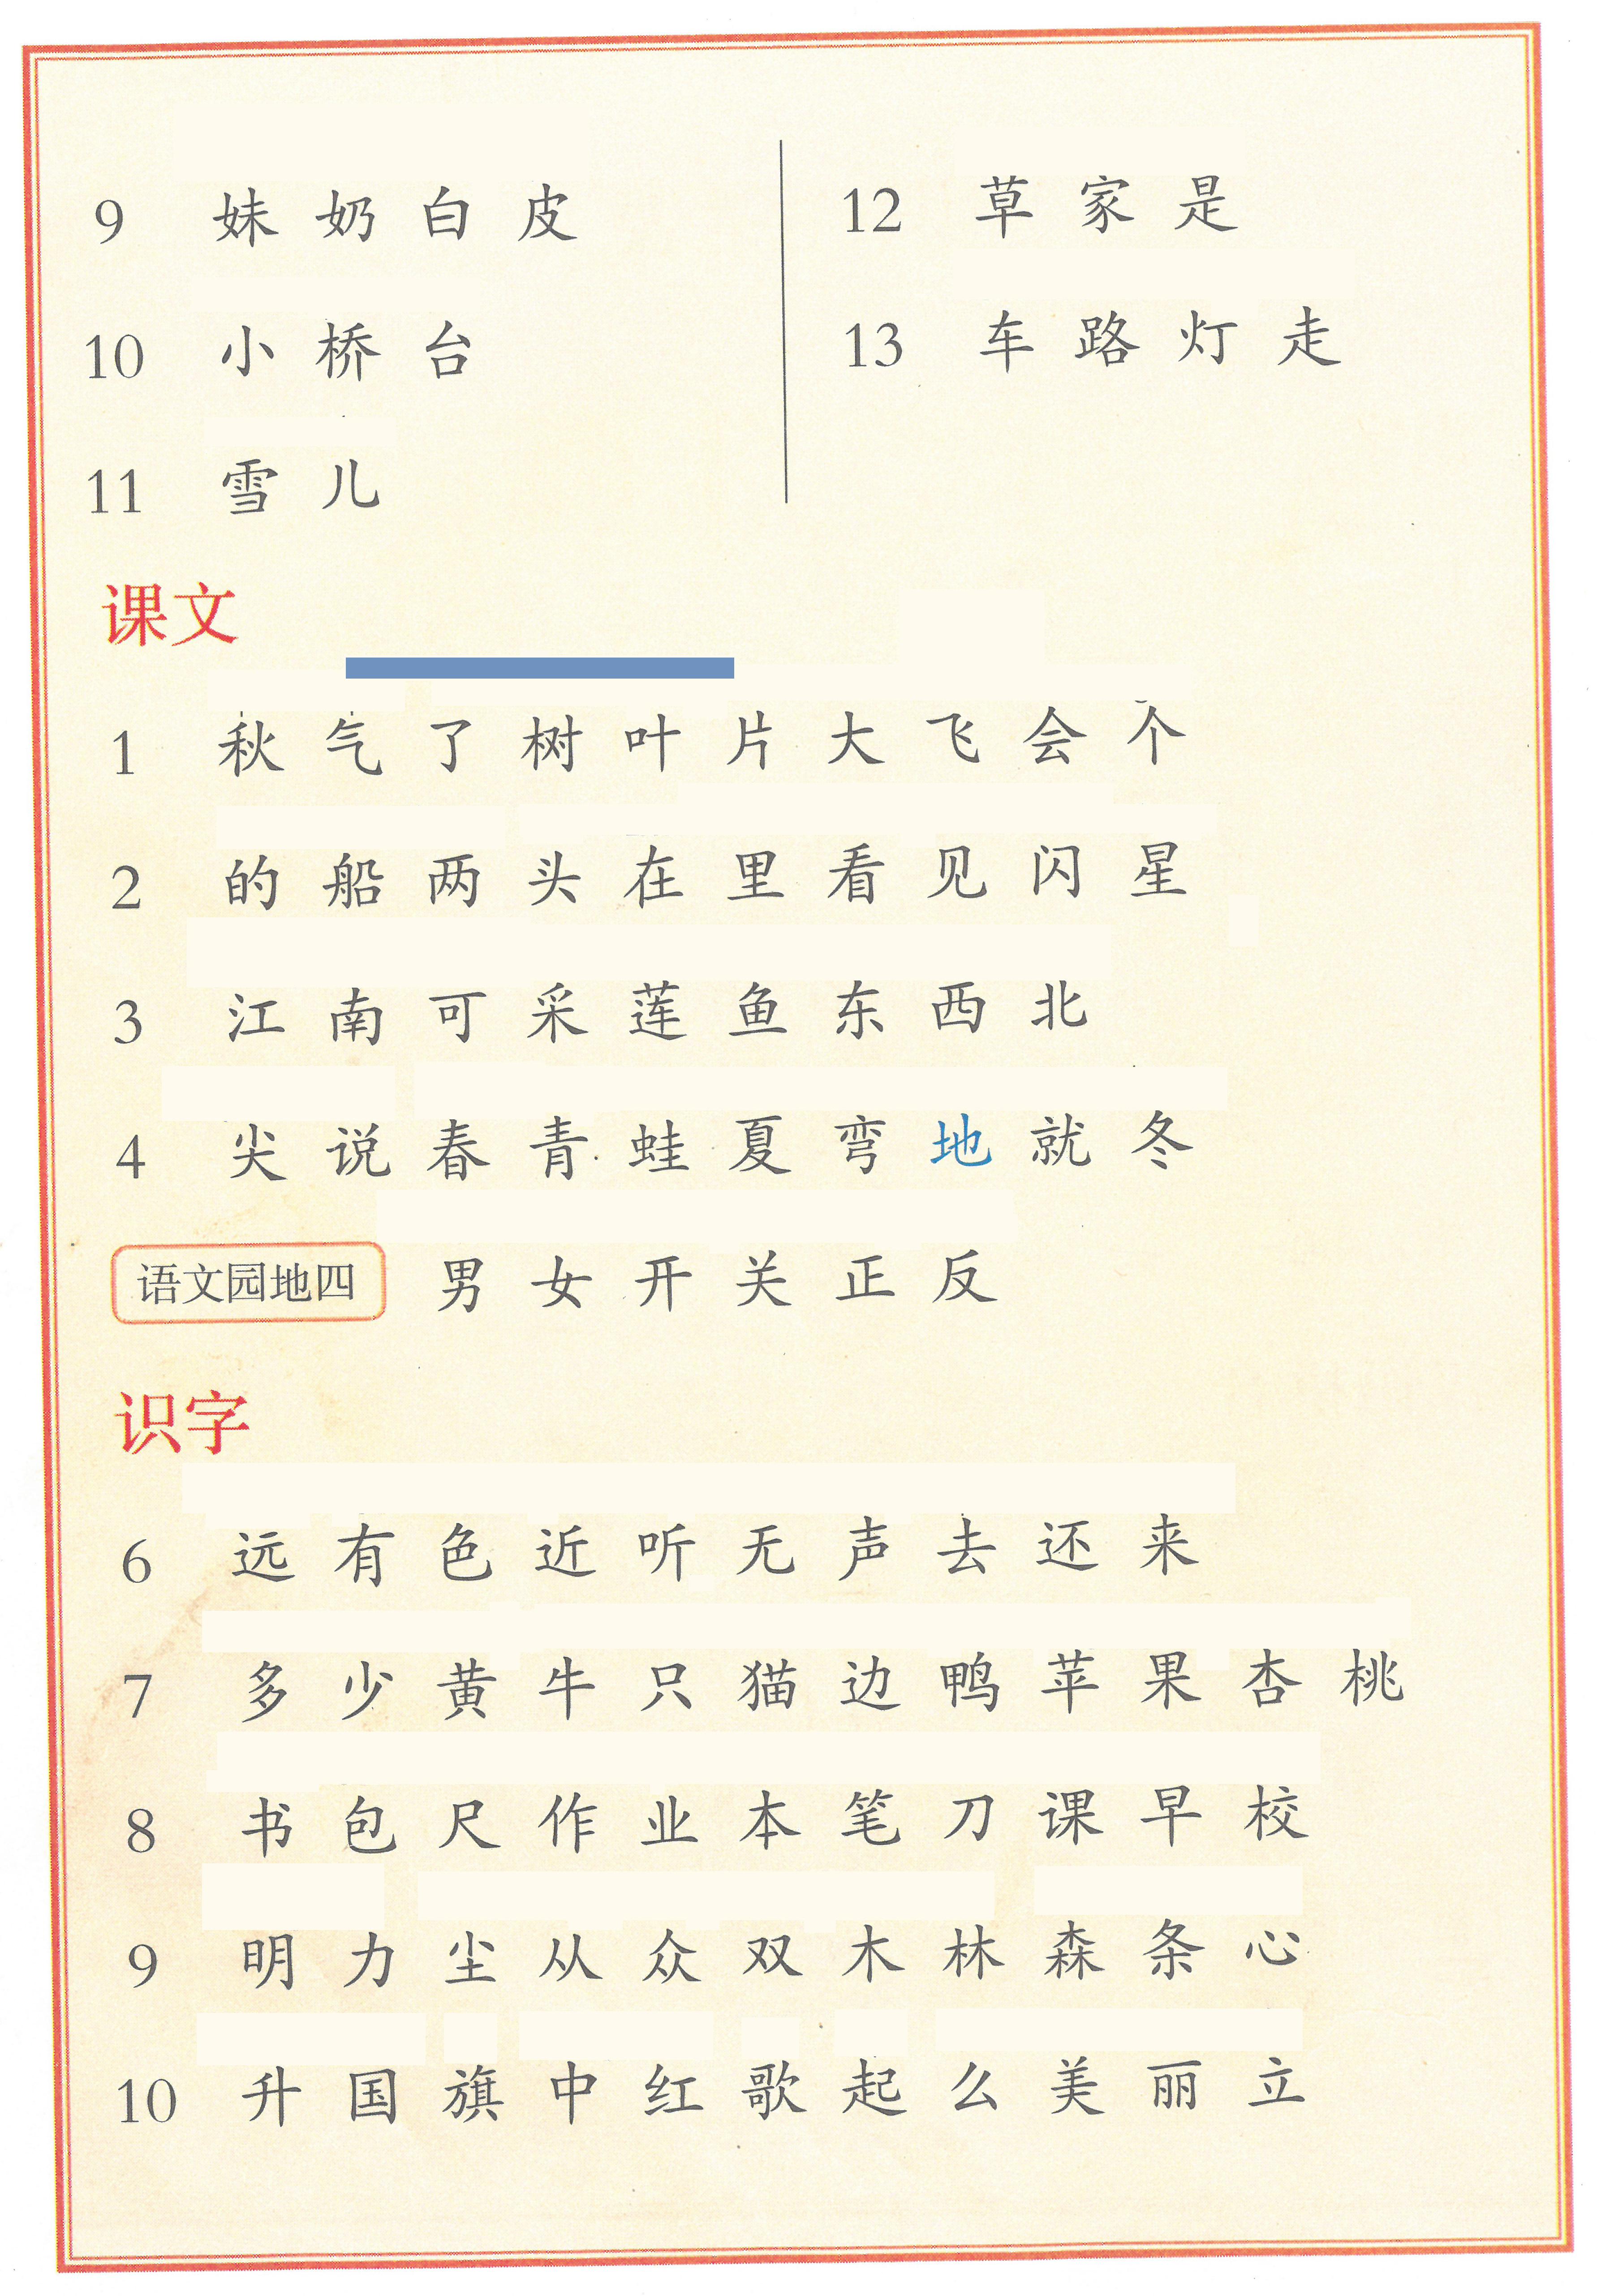 9 妹 奶 白 皮
10 小 桥 台
11 雪 儿
12 草 家 是
13 车 路 灯 走
课文
1 秋 气 了 树 叶 片 大 飞 会 个
2 的 船 两 头 在 里 看 见 闪 星
3 江 南 可 采 莲 鱼 东 西 北
4 尖 说 春 青 蛙 夏 弯 地 就 冬
语文园地四 男 女 开 关 正 反
识字
6 远 有 色 近 听 无 声 去 还 来
7 多 少 黄 牛 只 猫 边 鸭 苹 果 杏 桃
8 书 包 尺 作 业 本 笔 刀 课 早 校
9 明 力 尘 从 众 双 木 林 森 条 心
10 升 国 旗 中 红 歌 起 么 美 丽 立